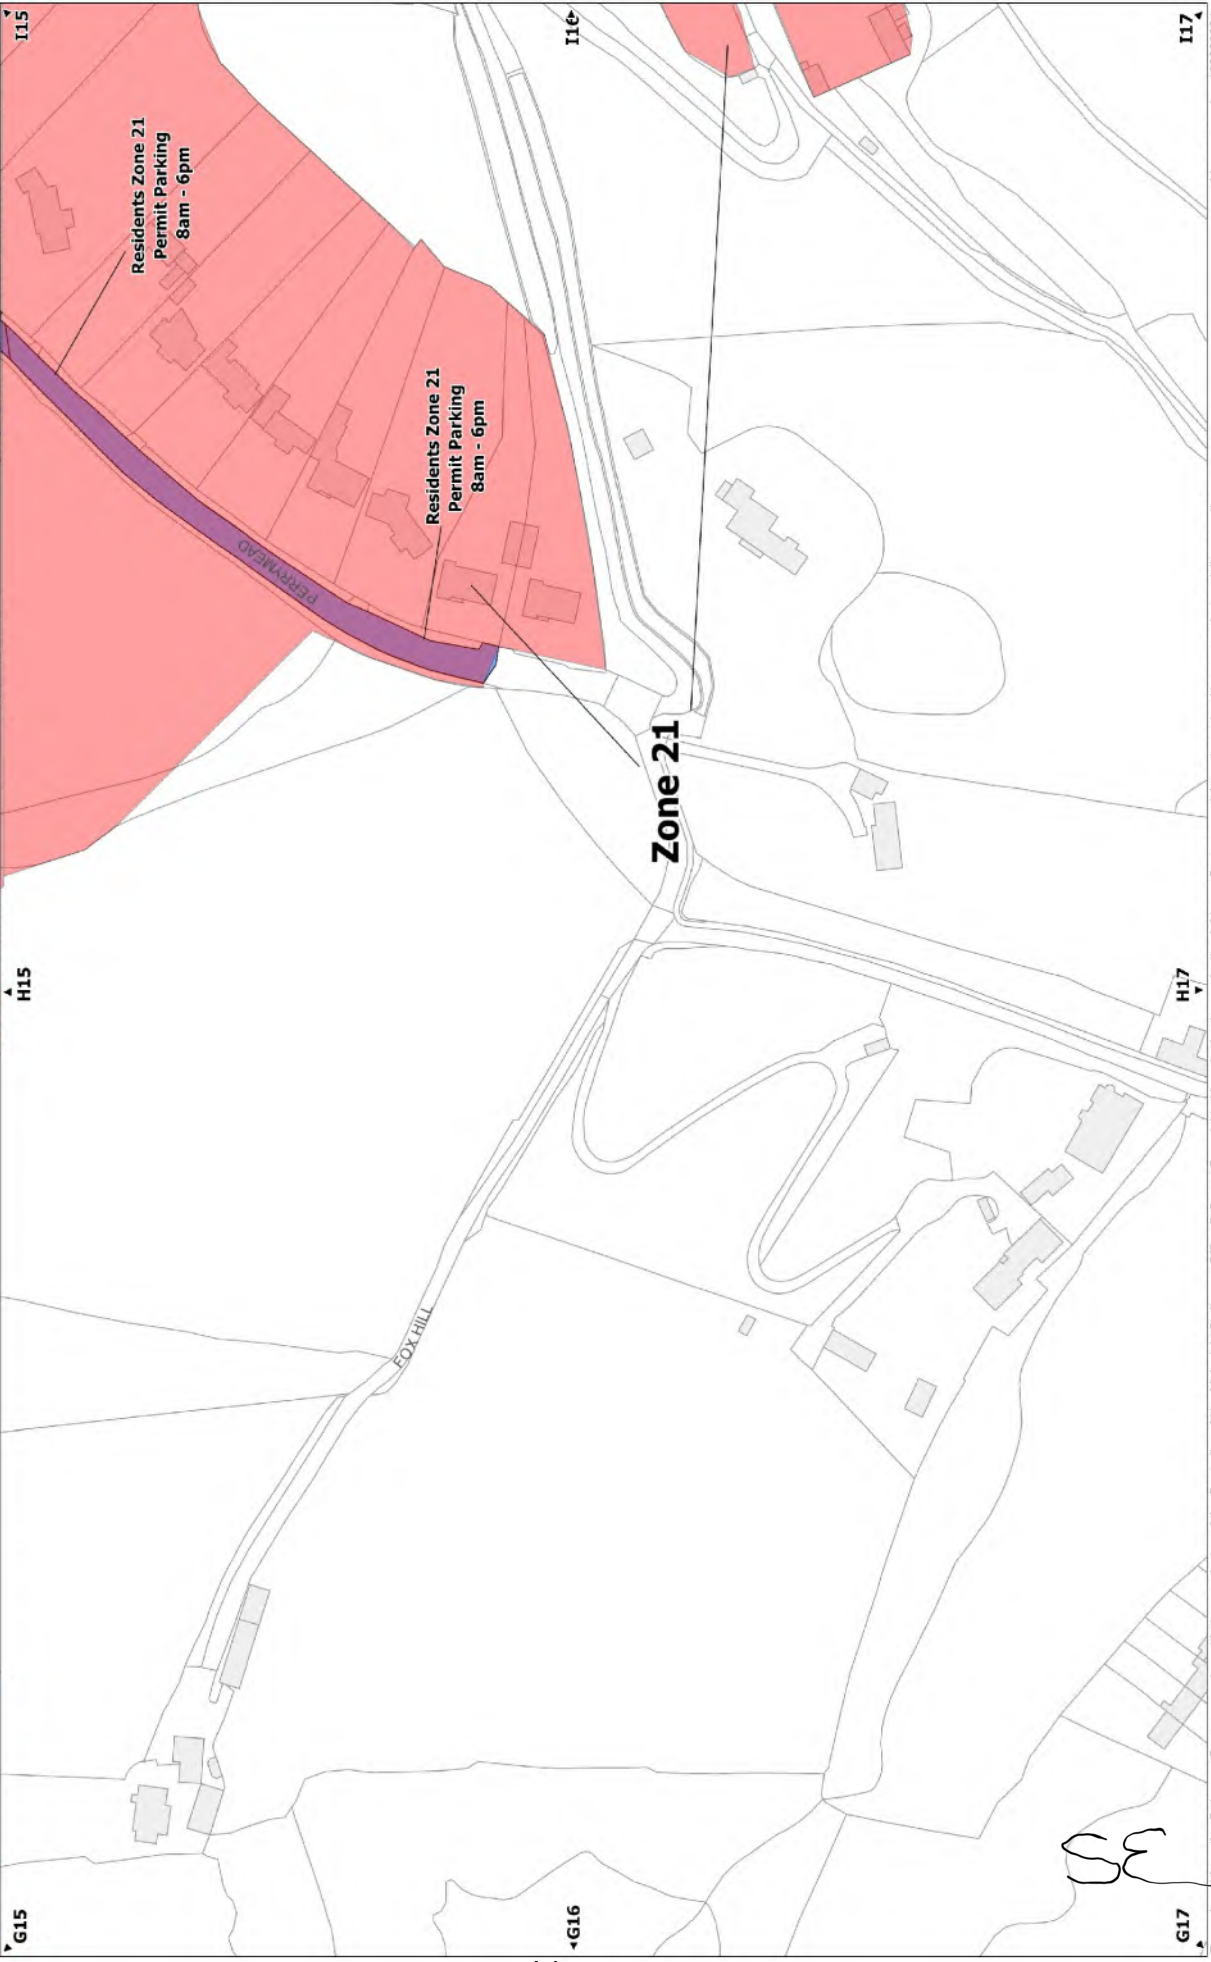 G15
H15
I15
Residents Zone 21
Permit Parking
8am - 6pm
Residents Zone 21
Permit Parking
8am - 6pm
PERRYMEAD
FOX HILL
G16
Zone 21
I16
G17
H17
I17
SE